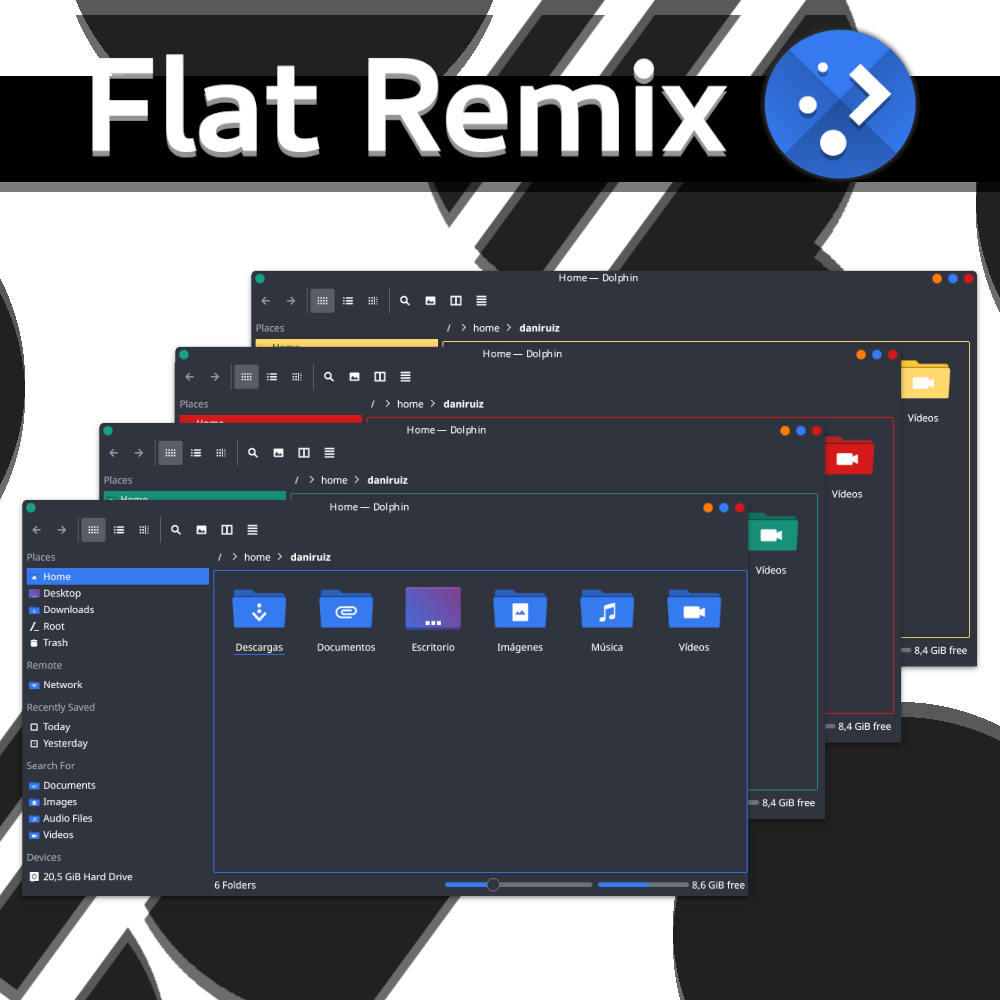 Flat Remix
Home — Dolphin
Places
/ > home > daniruiz
Home
Vídeos
8,4 GiB free
Home — Dolphin
Places
/ > home > daniruiz
Home
Vídeos
8,4 GiB free
Home — Dolphin
Places
/ > home > daniruiz
Home
Vídeos
8,4 GiB free
Home — Dolphin
Places
/ > home > daniruiz
Home
Desktop
Downloads
Root
Trash
Remote
Network
Recently Saved
Today
Yesterday
Search For
Documents
Images
Audio Files
Videos
Devices
20,5 GiB Hard Drive
Descargas Documentos Escritorio Imágenes Música Vídeos
6 Folders 8,6 GiB free